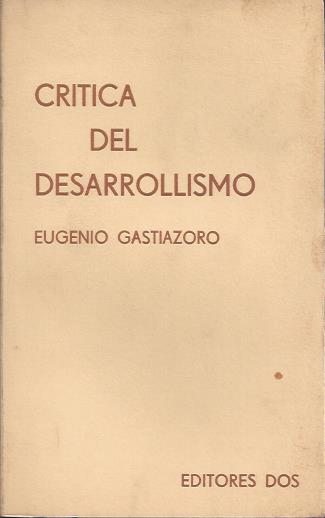 CRITICA
DEL
DESARROLLISMO
EUGENIO GASTIAZORO
EDITORES DOS